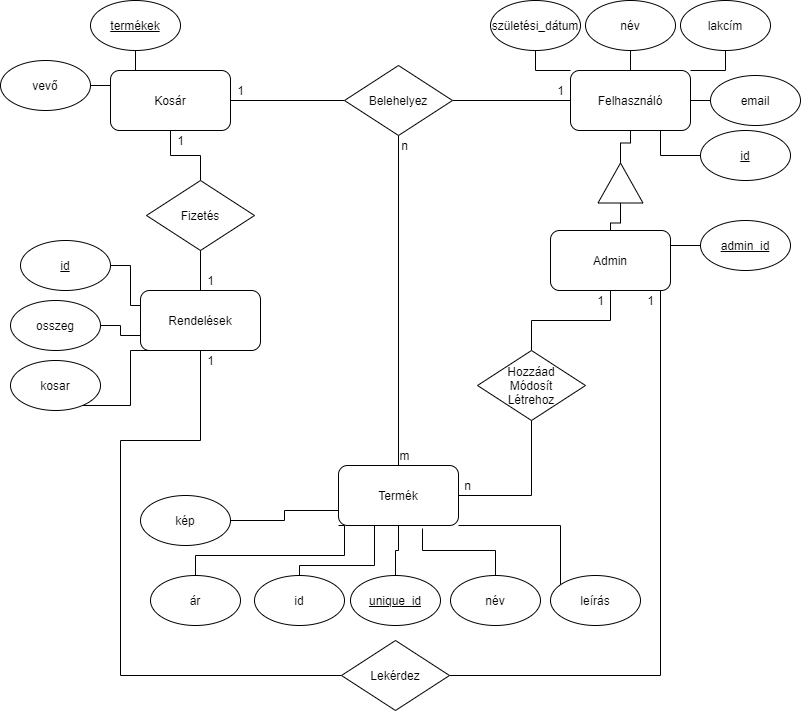 termékek
születési_dátum
név
lakcím
vevő
Kosár
1
Belehelyez
1
Felhasználó
email
1
n
id
Fizetés
id
1
Rendelések
admin_id
Admin
1
1
osszeg
kosar
1
Hozzáad
Módosít
Létrehoz
m
n
Termék
kép
ár
id
unique_id
név
leírás
Lekérdez